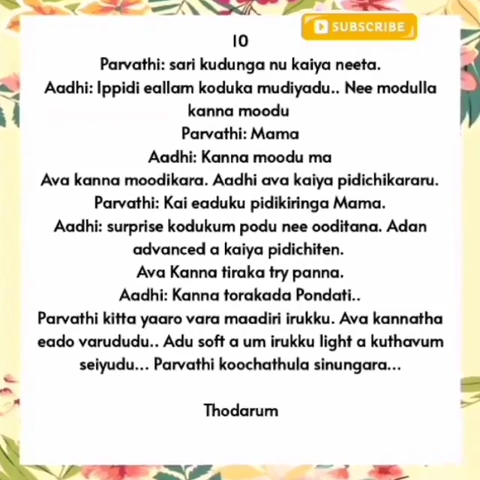 SUBSCRIBE
10
Parvathi: sari kudunga nu kaiya neeta.
Aadhi: Ippidi eallam koduka mudiyadu.. Nee modulla
kanna moodu
Parvathi: Mama
Aadhi: Kanna moodu ma
Ava kanna moodikara. Aadhi ava kaiya pidichikararu.
Parvathi: Kai eaduku pidikiringa Mama.
Aadhi: surprise kodukum podu nee ooditana. Adan
advanced a kaiya pidichiten.
Ava Kanna tiraka try panna.
Aadhi: Kanna torakada Pondati..
Parvathi kitta yaaro vara maadiri irukku. Ava kannatha
eado varududu.. Adu soft a um irukku light a kuthavum
seiyudu... Parvathi koochathula sinungara...
Thodarum